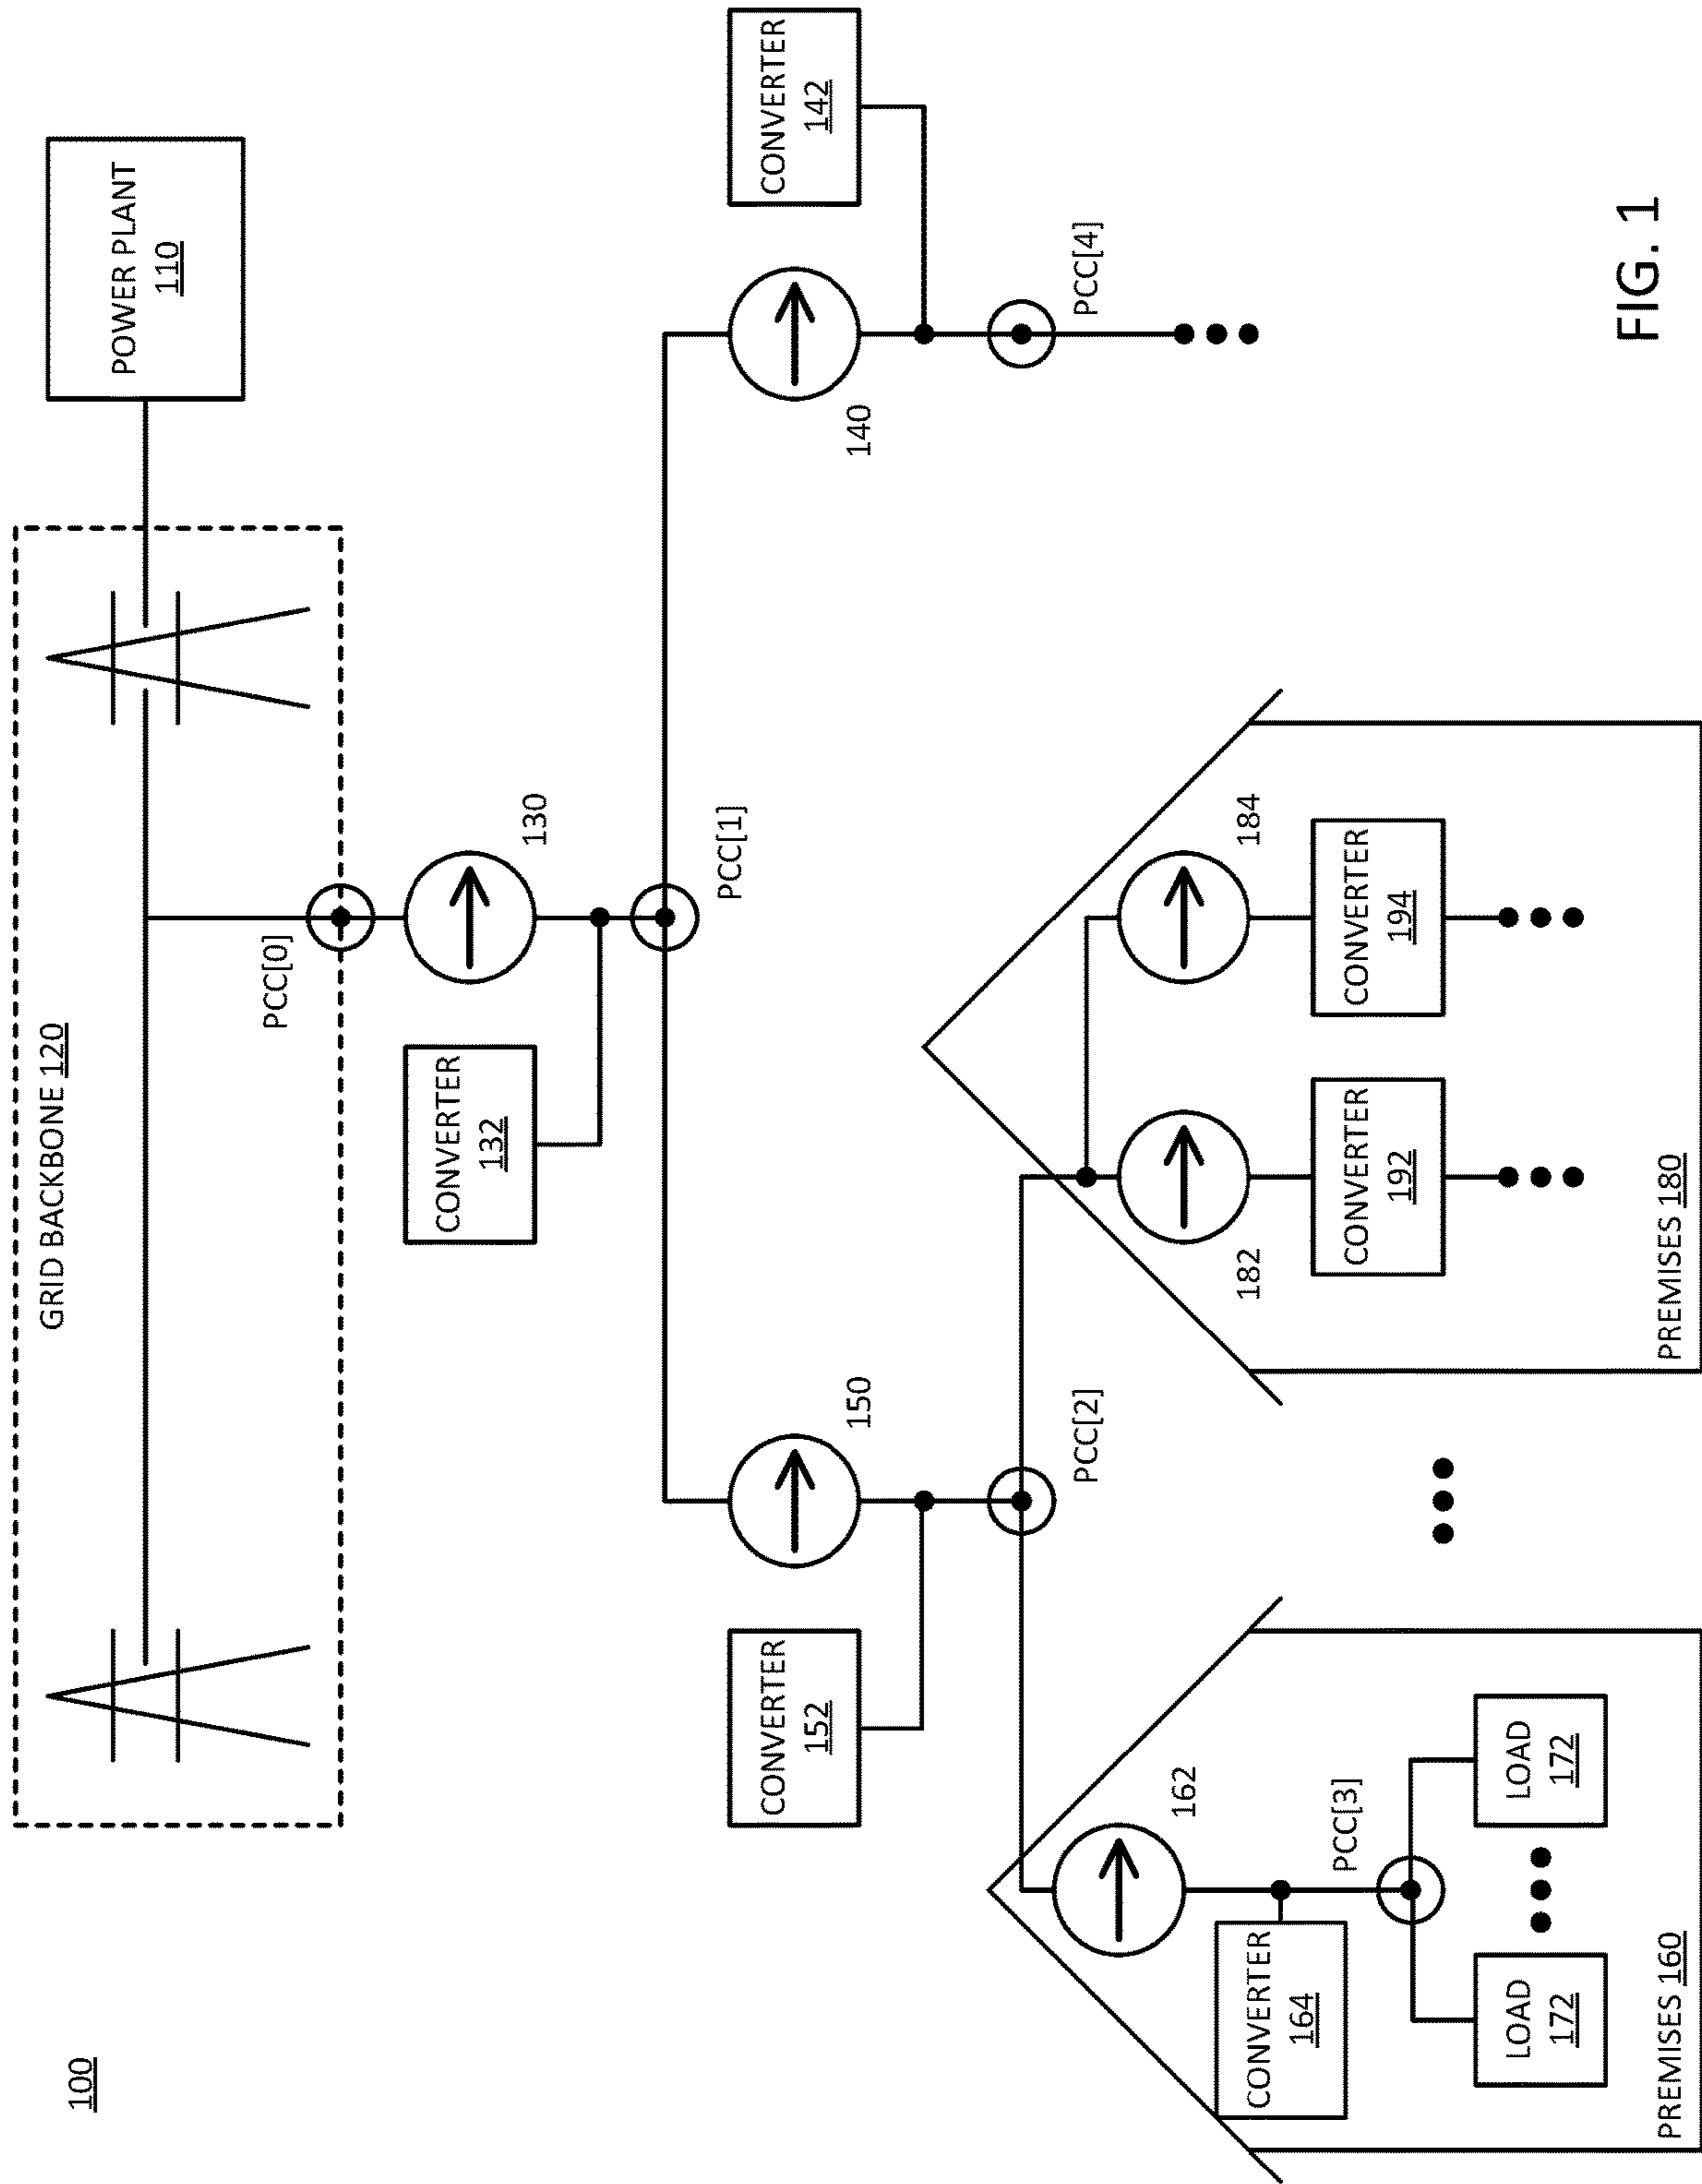 100
GRID BACKBONE 120
POWER PLANT
110
PCC[0]
130
CONVERTER
132
PCC[1]
150
CONVERTER
152
140
CONVERTER
142
PCC[2]
PCC[4]
162
CONVERTER
164
PCC[3]
LOAD
172
LOAD
172
PREMISES 160
182
184
CONVERTER
192
CONVERTER
194
PREMISES 180
FIG. 1